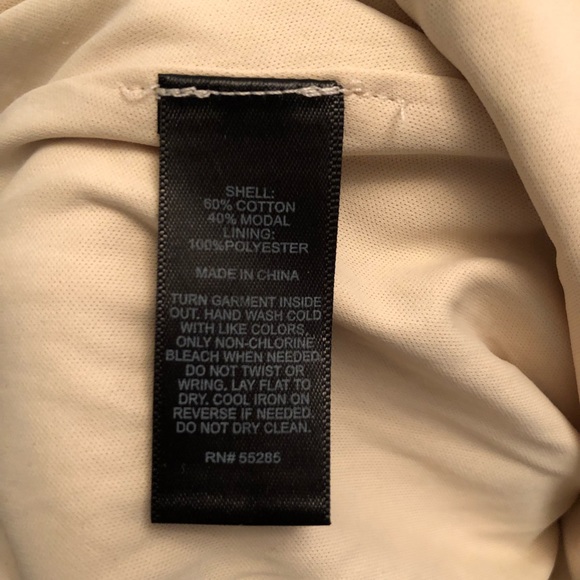 SHELL:
60% COTTON
40% MODAL
LINING:
100%POLYESTER
MADE IN CHINA
TURN GARMENT INSIDE
OUT. HAND WASH COLD
WITH LIKE COLORS.
ONLY NON-CHLORINE
BLEACH WHEN NEEDED.
DO NOT TWIST OR
WRING. LAY FLAT TO
DRY. COOL IRON ON
REVERSE IF NEEDED.
DO NOT DRY CLEAN.
RN# 55285